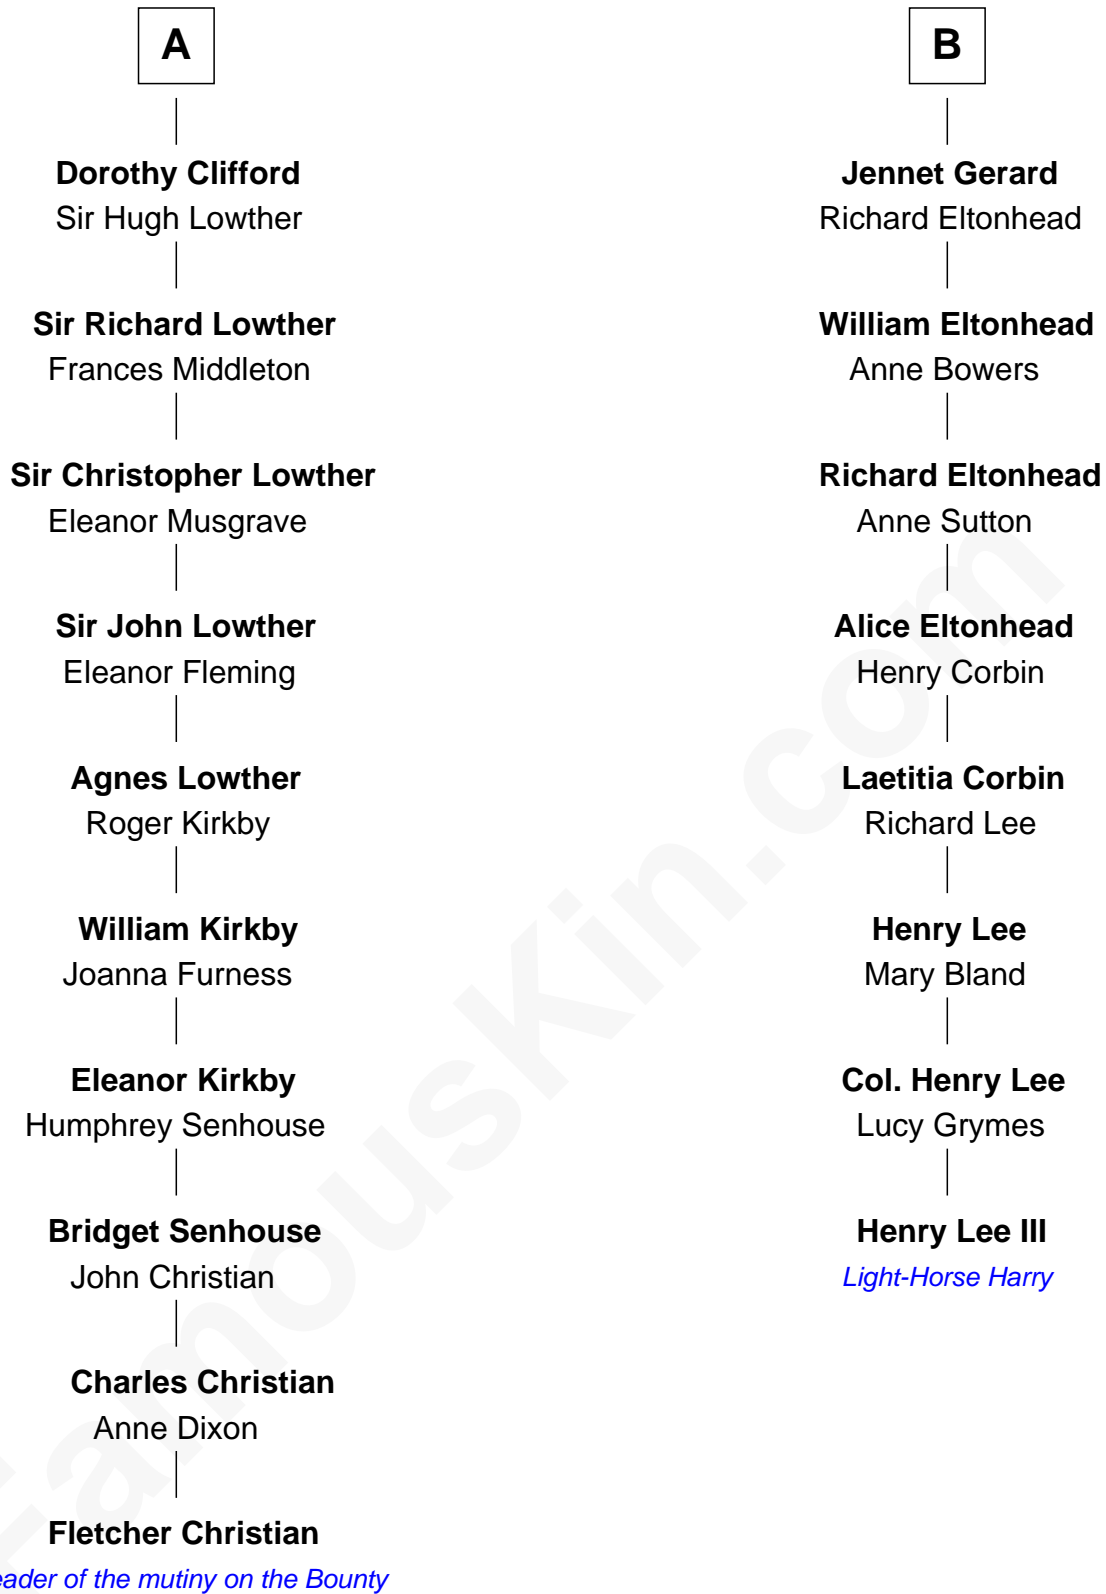 A
Dorothy Clifford
Sir Hugh Lowther
Sir Richard Lowther
Frances Middleton
Sir Christopher Lowther
Eleanor Musgrave
Sir John Lowther
Eleanor Fleming
Agnes Lowther
Roger Kirkby
William Kirkby
Joanna Furness
Eleanor Kirkby
Humphrey Senhouse
Bridget Senhouse
John Christian
Charles Christian
Anne Dixon
Fletcher Christian
eader of the mutiny on the Bounty
B
Jennet Gerard
Richard Eltonhead
William Eltonhead
Anne Bowers
Richard Eltonhead
Anne Sutton
Alice Eltonhead
Henry Corbin
Laetitia Corbin
Richard Lee
Henry Lee
Mary Bland
Col. Henry Lee
Lucy Grymes
Henry Lee III
Light-Horse Harry
FamousKin.com